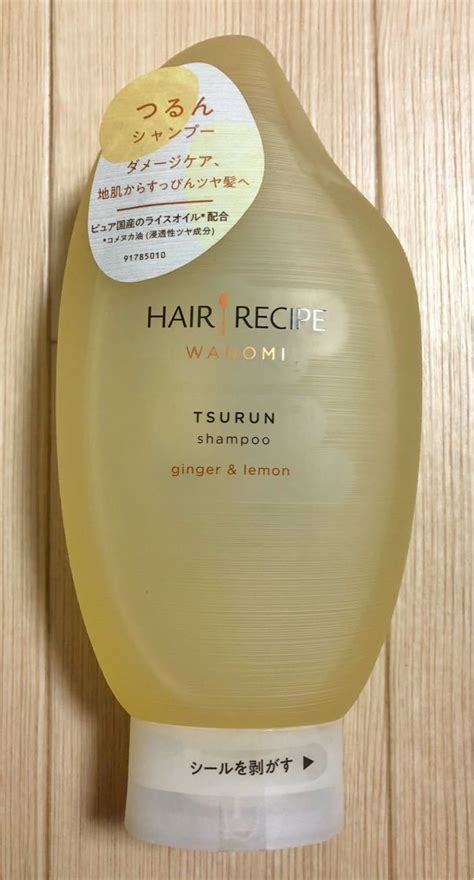 つるん
シャンプー
ダメージケア、
地肌からすっぴんツヤ髪へ
ピュア国産のライスオイル*配合
*コメヌカ油 (浸透性ツヤ成分)
91785010
HAIR RECIPE
WANOMI
TSURUN
shampoo
ginger & lemon
シールを剥がす ▶